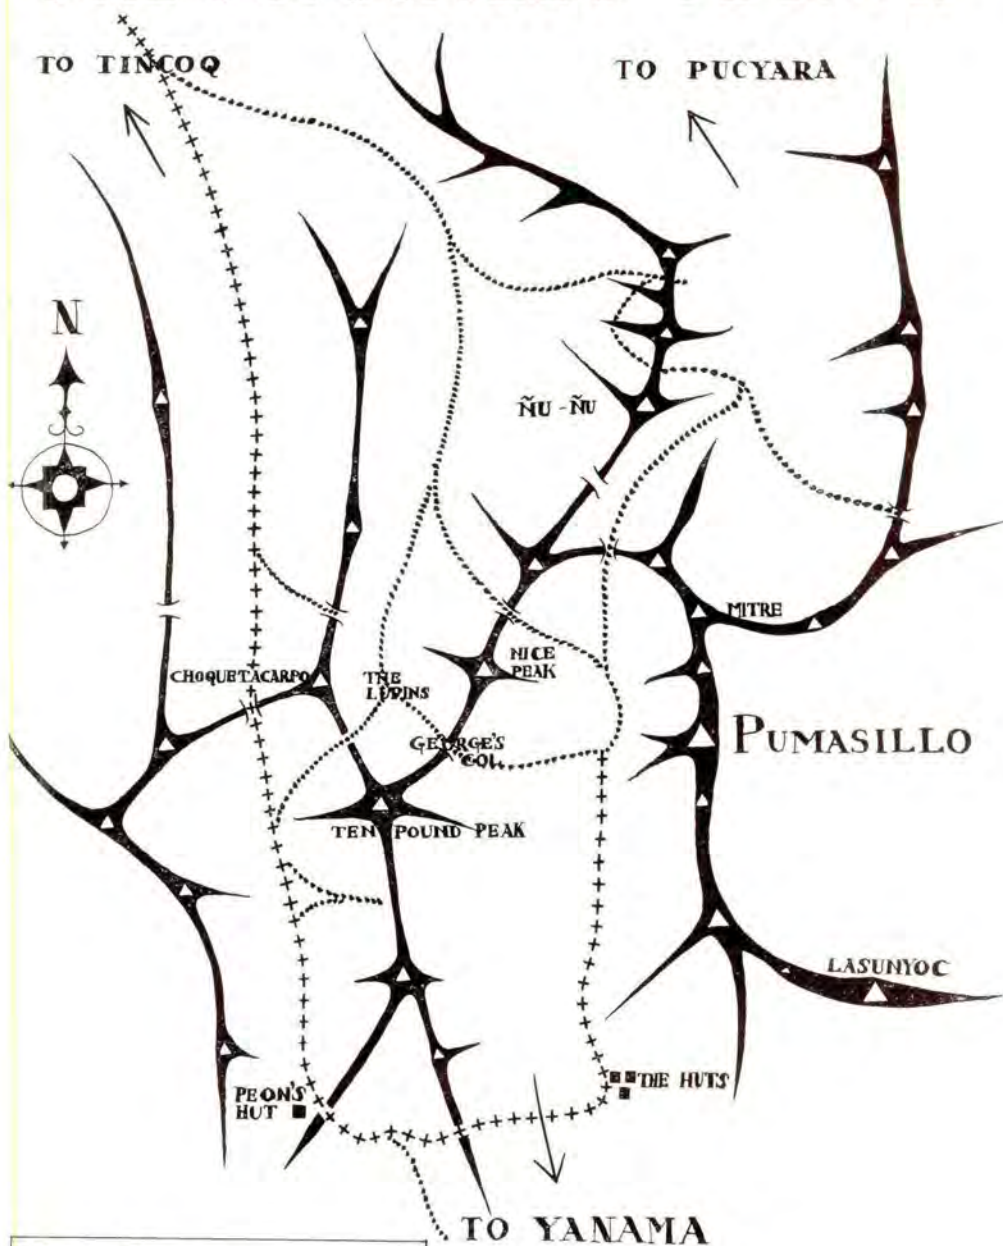 TO TINCOQ
TO PUCYARA
N
ÑU-ÑU
MITRE
CHOQUETACARPO
THE
LUPINS
NICE
PEAK
GEORGE'S
COL
PUMASILLO
TEN POUND PEAK
LASUNYOC
PEON'S
HUT
THE HUTS
TO YANAMA